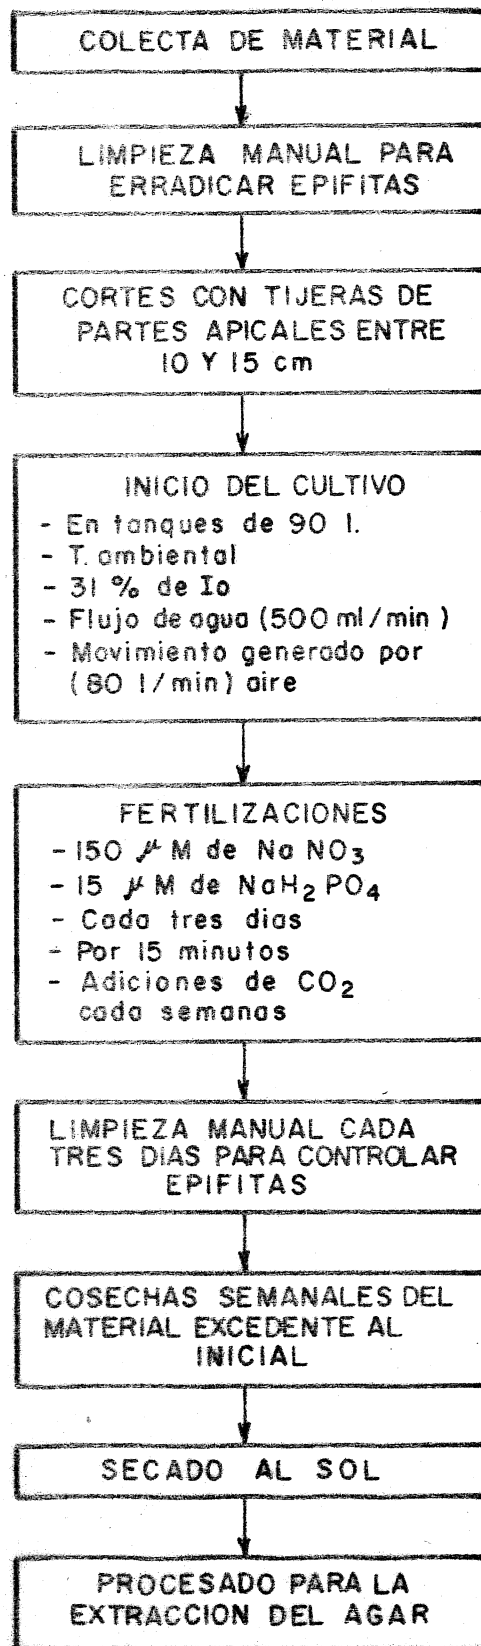 COLECTA DE MATERIAL
LIMPIEZA MANUAL PARA
ERRADICAR EPIFITAS
CORTES CON TIJERAS DE
PARTES APICALES ENTRE
10 Y 15 cm
INICIO DEL CULTIVO
- En tanques de 90 l.
- T. ambiental
- 31 % de Io
- Flujo de agua (500 ml/min)
- Movimiento generado por
(80 l/min) aire
FERTILIZACIONES
- 150 µM de NaNO₃
- 15 µM de NaH₂PO₄
- Cada tres dias
- Por 15 minutos
- Adiciones de CO₂
cada semanas
LIMPIEZA MANUAL CADA
TRES DIAS PARA CONTROLAR
EPIFITAS
COSECHAS SEMANALES DEL
MATERIAL EXCEDENTE AL
INICIAL
SECADO AL SOL
PROCESADO PARA LA
EXTRACCION DEL AGAR